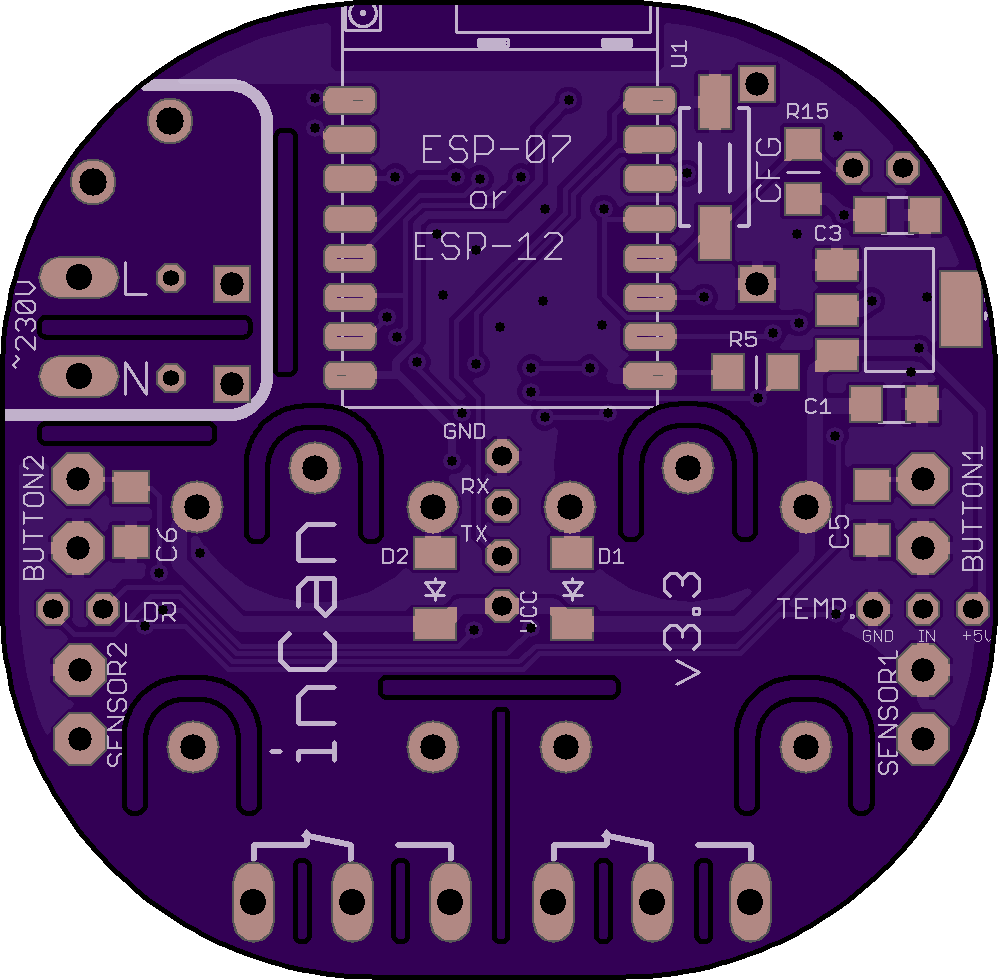 U1
R15
ESP-07
or
ESP-12
CFG
C3
L
~230V
N
R5
C1
GND
RX
TX
VCC
BUTTON2
C6
D2
D1
C5
BUTTON1
LDR
inCan
v3.3
TEMP.
GND IN +5V
SENSOR2
SENSOR1